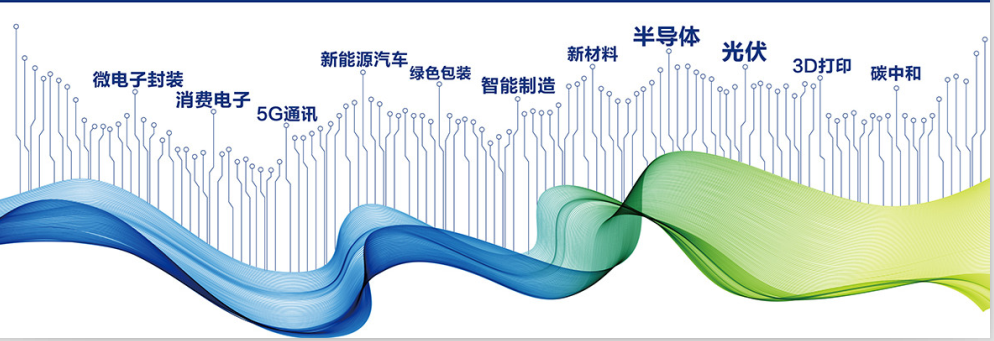 微电子封装
消费电子
5G通讯
新能源汽车
绿色包装
智能制造
新材料
半导体
光伏
3D打印
碳中和